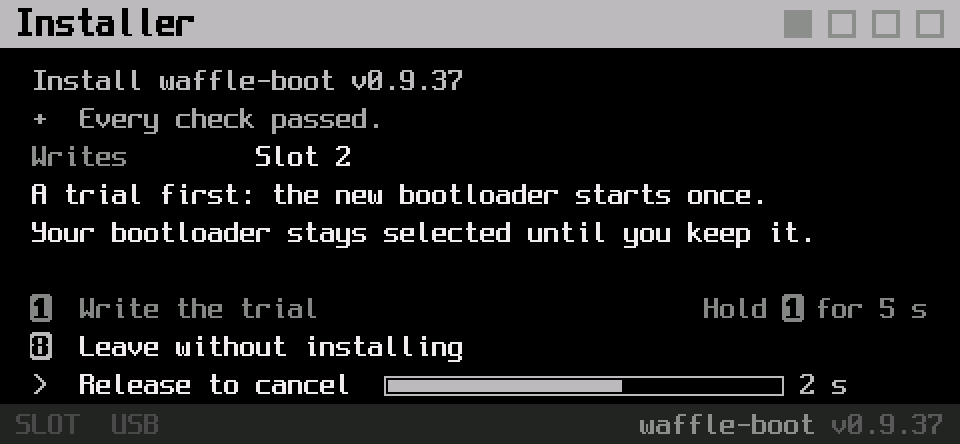 Installer
Install waffle-boot v0.9.37
+ Every check passed.
Writes Slot 2
A trial first: the new bootloader starts once.
Your bootloader stays selected until you keep it.
1 Write the trial Hold 1 for 5 s
8 Leave without installing
> Release to cancel 2 s
SLOT USB waffle-boot v0.9.37